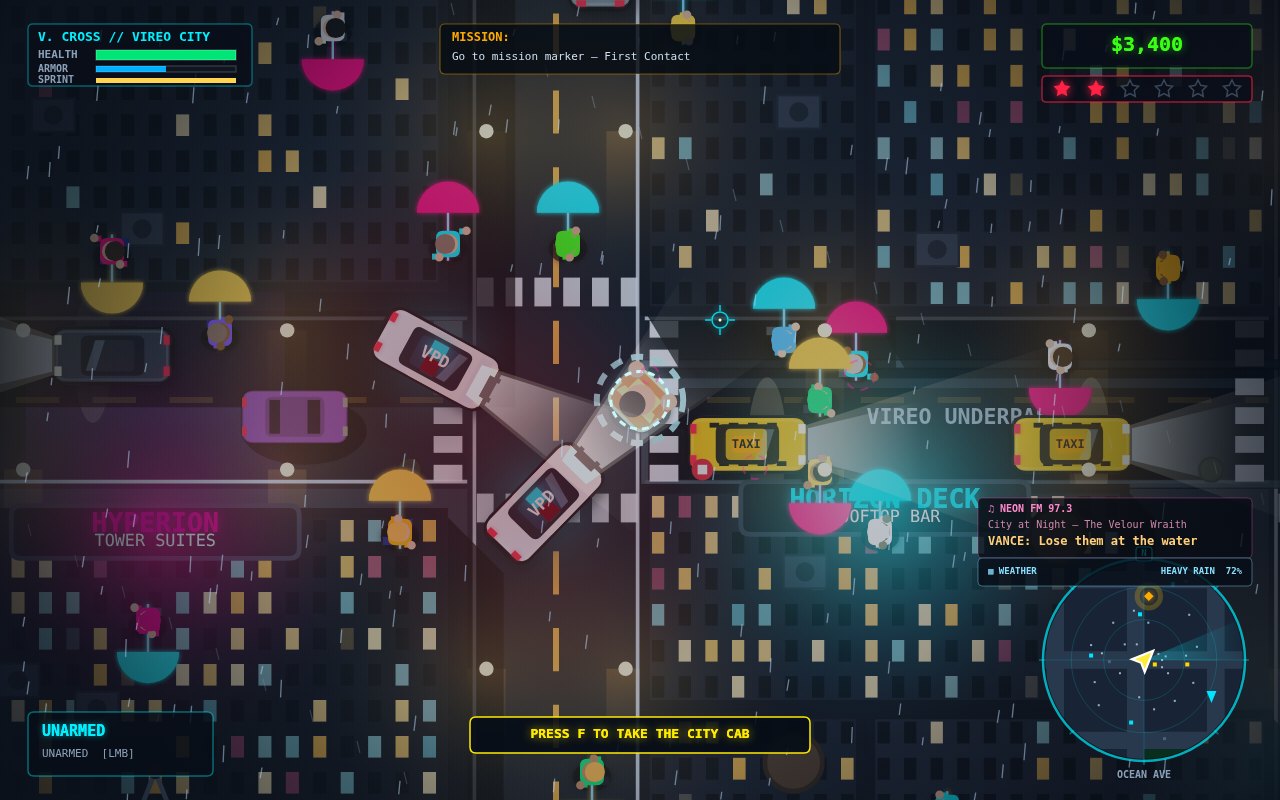 V. CROSS // VIREO CITY
HEALTH
ARMOR
SPRINT
MISSION:
Go to mission marker — First Contact
$3,400
VPD
VPD
VIREO
TAXI
TAXI
HYPERION
TOWER SUITES
DECK
BAR
♫ NEON FM 97.3
City at Night — The Velour Wraith
VANCE: Lose them at the water
N
■ WEATHER HEAVY RAIN 72%
UNARMED
UNARMED [LMB]
PRESS F TO TAKE THE CITY CAB
OCEAN AVE